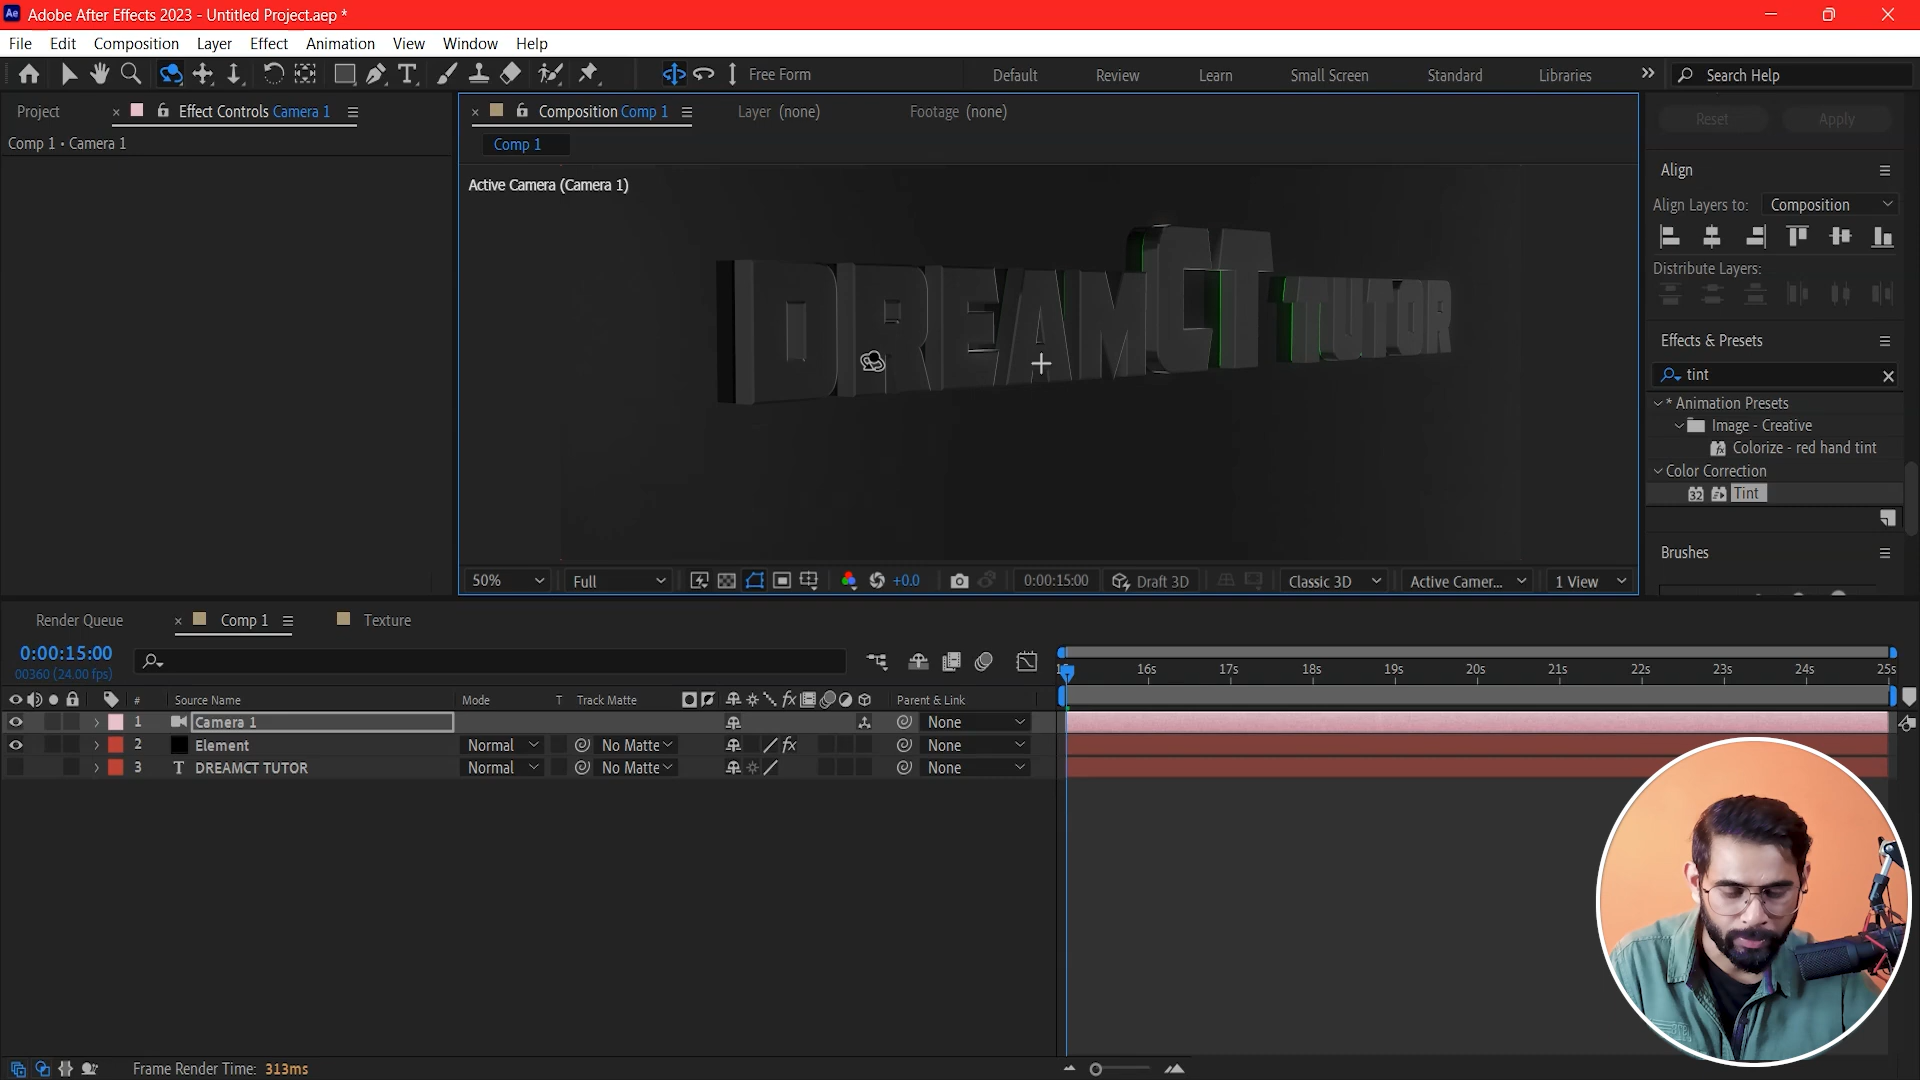 Adobe After Effects 2023 - Untitled Project.aep *
File Edit Composition Layer Effect Animation View Window Help
Free Form Default Review Learn Small Screen Standard Libraries Search Help
Project Effect Controls Camera 1
Comp 1 • Camera 1
Composition Comp 1 Layer (none) Footage (none)
Comp 1
Active Camera (Camera 1)
DREAMCT TUTOR
50% Full +0.0 0:00:15:00 Draft 3D Classic 3D Active Camer... 1 View
Reset Apply
Align
Align Layers to: Composition
Distribute Layers:
Effects & Presets
tint
* Animation Presets
Image - Creative
Colorize - red hand tint
Color Correction
32 Tint
Brushes
Render Queue Comp 1 Texture
0:00:15:00
00360 (24.00 fps)
16s 17s 18s 19s 20s 21s 22s 23s 24s 25s
# Source Name Mode T Track Matte fx Parent & Link
1 Camera 1 None
2 Element Normal No Matte fx None
3 T DREAMCT TUTOR Normal No Matte None
Frame Render Time: 313ms